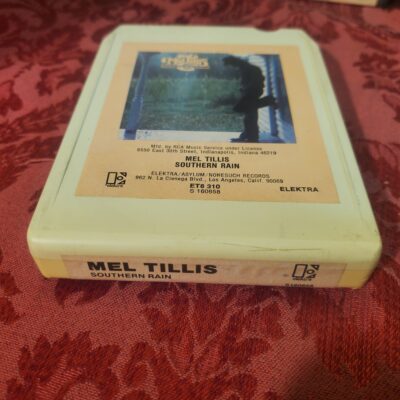 Mfd. by RCA Music Service under License
6550 East 30th Street, Indianapolis, Indiana 46219
MEL TILLIS
SOUTHERN RAIN
ELEKTRA/ASYLUM/NONESUCH RECORDS
962 N. La Cienega Blvd., Los Angeles, Calif. 90069
ET8 310
S 160658
ELEKTRA
MEL TILLIS
SOUTHERN RAIN